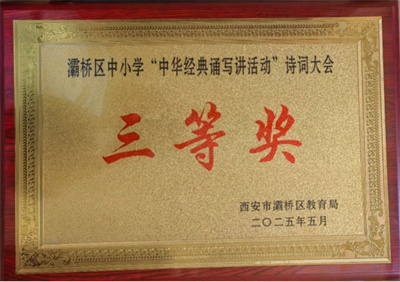 灞桥区中小学“中华经典诵写讲活动”诗词大会
三等奖
西安市灞桥区教育局
二〇二五年五月